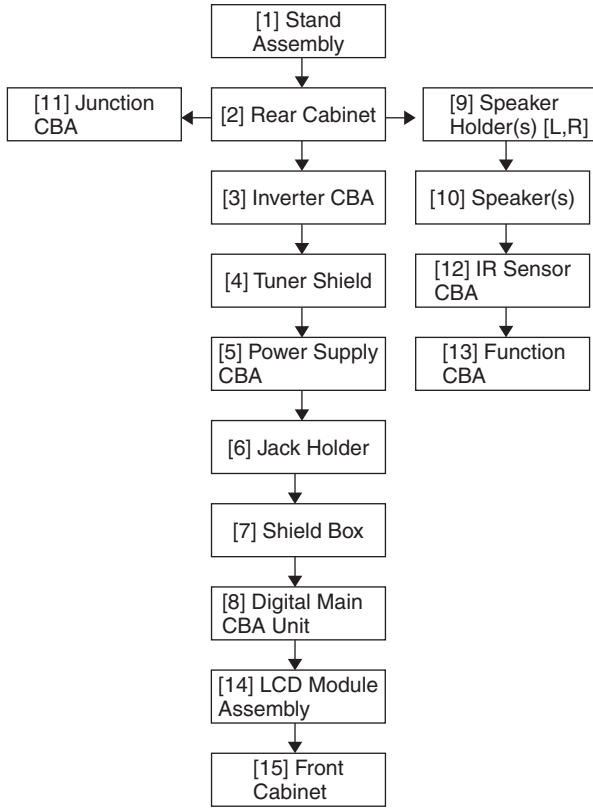 [1] Stand
Assembly
[11] Junction
CBA
[2] Rear Cabinet
[9] Speaker
Holder(s) [L,R]
[3] Inverter CBA
[10] Speaker(s)
[4] Tuner Shield
[12] IR Sensor
CBA
[5] Power Supply
CBA
[13] Function
CBA
[6] Jack Holder
[7] Shield Box
[8] Digital Main
CBA Unit
[14] LCD Module
Assembly
[15] Front
Cabinet